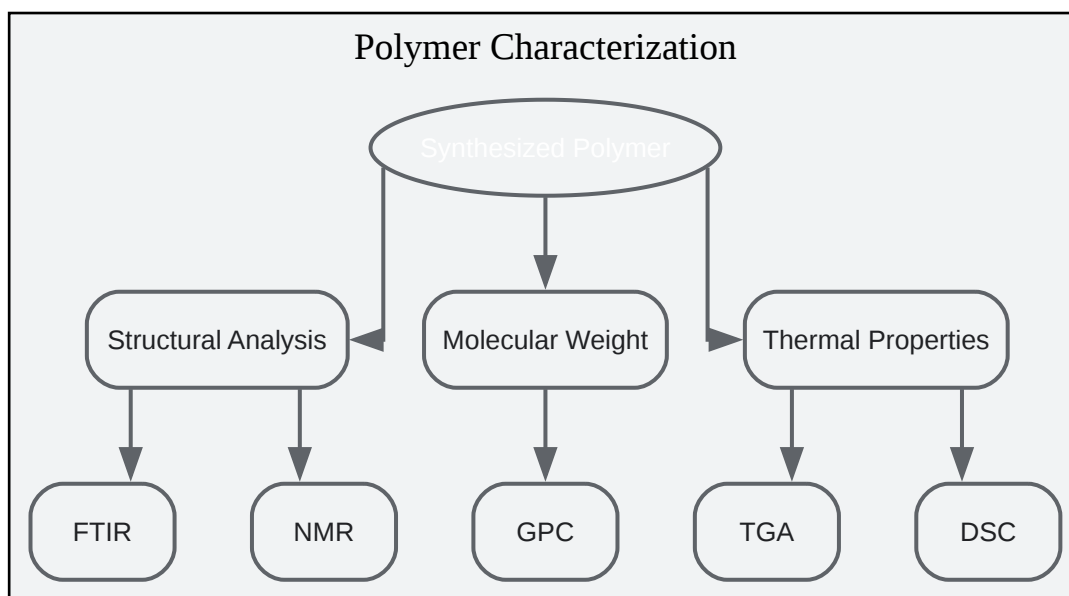 Polymer Characterization
Synthesized Polymer
Structural Analysis
Molecular Weight
Thermal Properties
FTIR
NMR
GPC
TGA
DSC